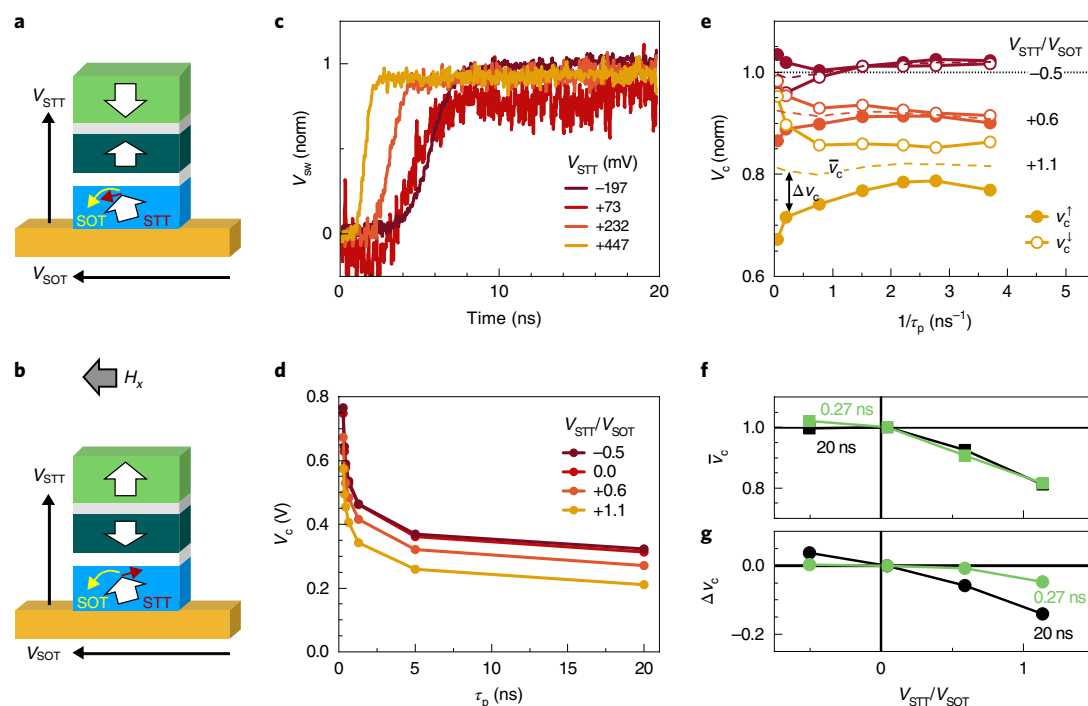 a
V_STT
SOT
STT
V_SOT
b
H_x
V_STT
SOT
STT
V_SOT
c
V_sw (norm)
1
0
V_STT (mV)
−197
+73
+232
+447
0
10
20
Time (ns)
d
V_c (V)
0.8
0.6
0.4
0.2
0
V_STT/V_SOT
−0.5
0.0
+0.6
+1.1
0
5
10
15
20
τ_p (ns)
e
V_c (norm)
1.0
0.8
0.6
V_STT/V_SOT
−0.5
+0.6
+1.1
v̅_c
Δv_c
v_c↑
v_c↓
0
1
2
3
4
5
1/τ_p (ns⁻¹)
f
v̅_c
1.0
0.8
0.27 ns
20 ns
g
Δv_c
0.0
−0.2
0.27 ns
20 ns
0
1
V_STT/V_SOT